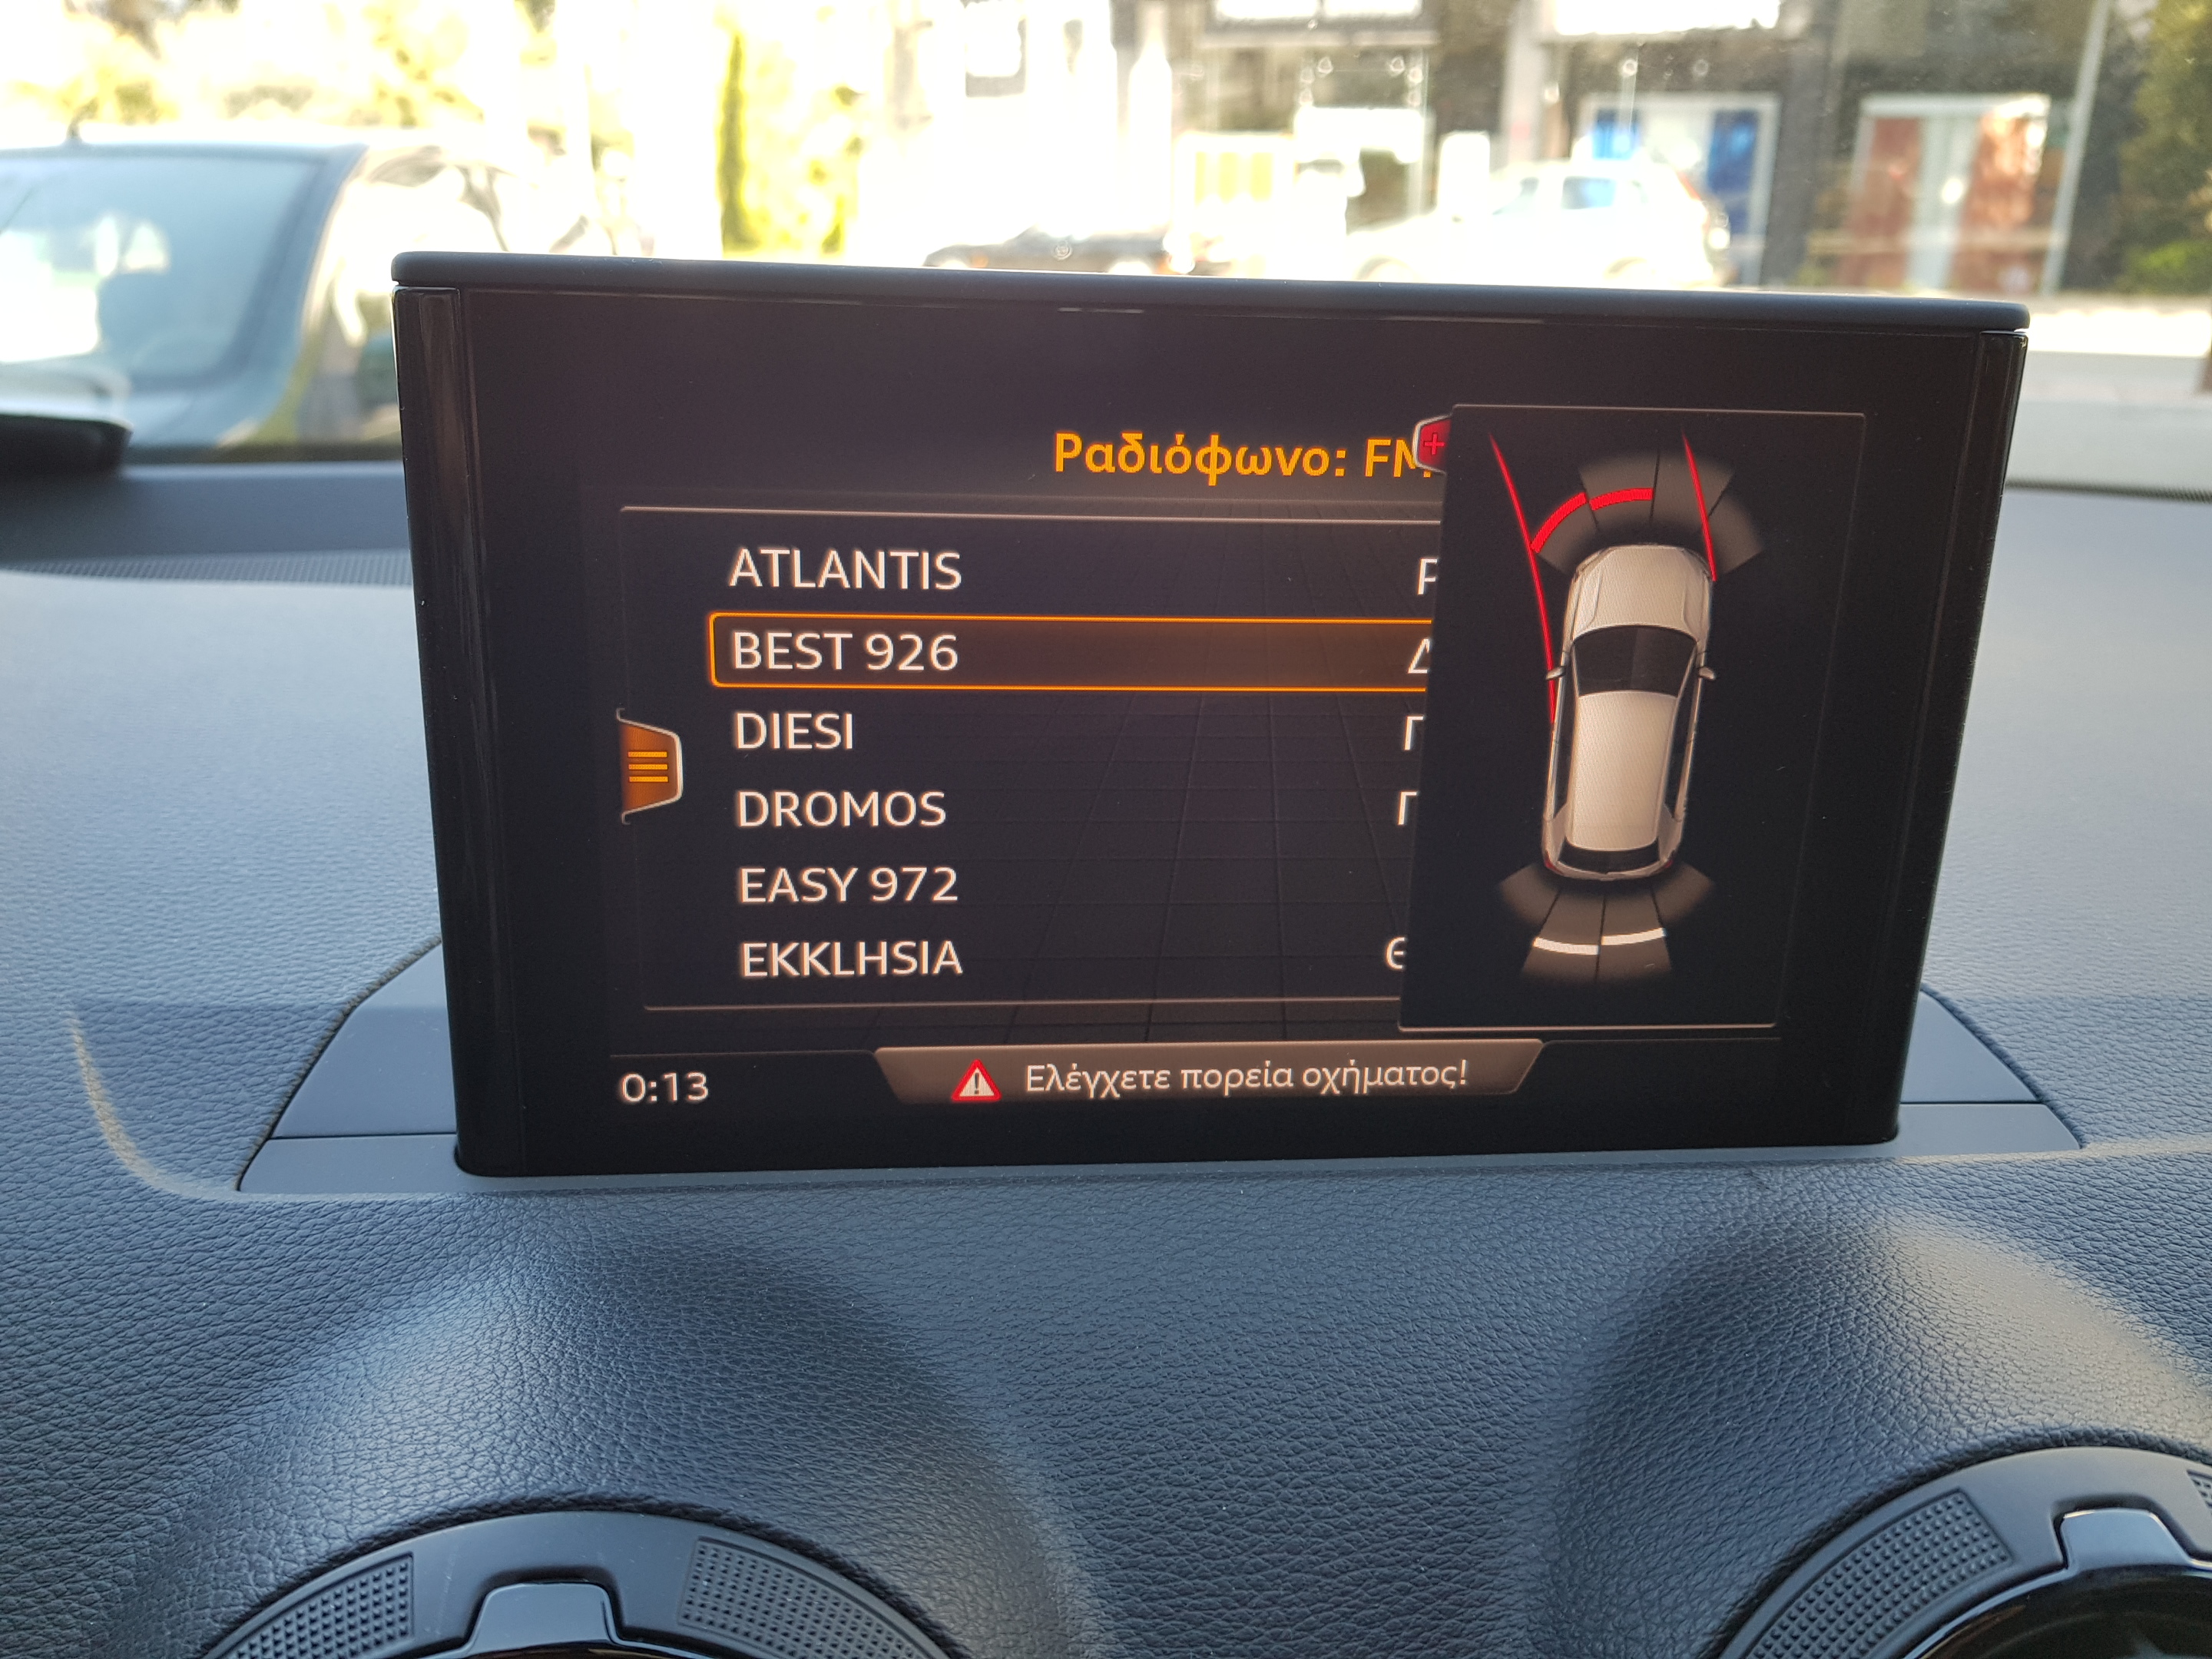 Ραδιόφωνο: FM
ATLANTIS
BEST 926
DIESI
DROMOS
EASY 972
EKKLHSIA
0:13
Ελέγχετε πορεία οχήματος!